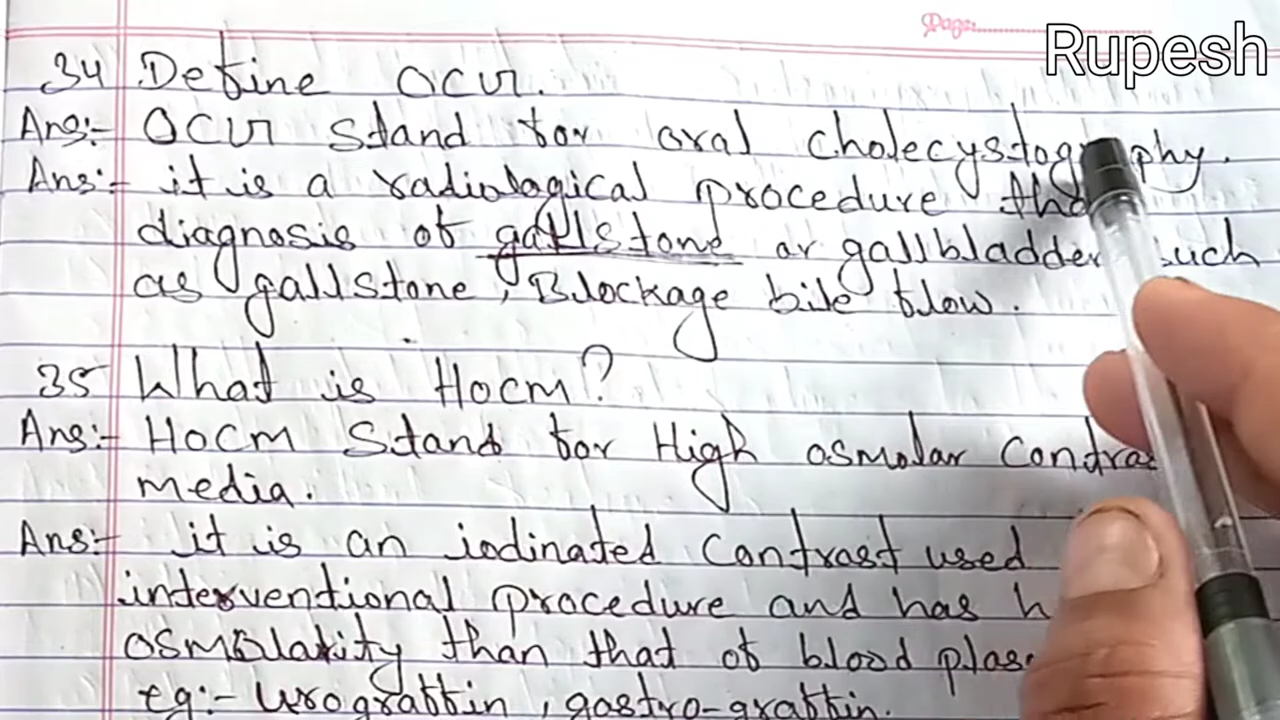 Page:
Rupesh
34 Define OCG.
Ans:- OCG stand for oral cholecystography.
Ans:- it is a radiological procedure
diagnosis of gallstone or gallbladder such
as gallstone, Blockage bile flow.
35 What is HOCM?
Ans:- HOCM Stand for High osmolar
media.
Ans:- it is an iodinated contrast used
interventional procedure and has
osmolarity than that of blood
eg:- urograffin, gastro-graffin.